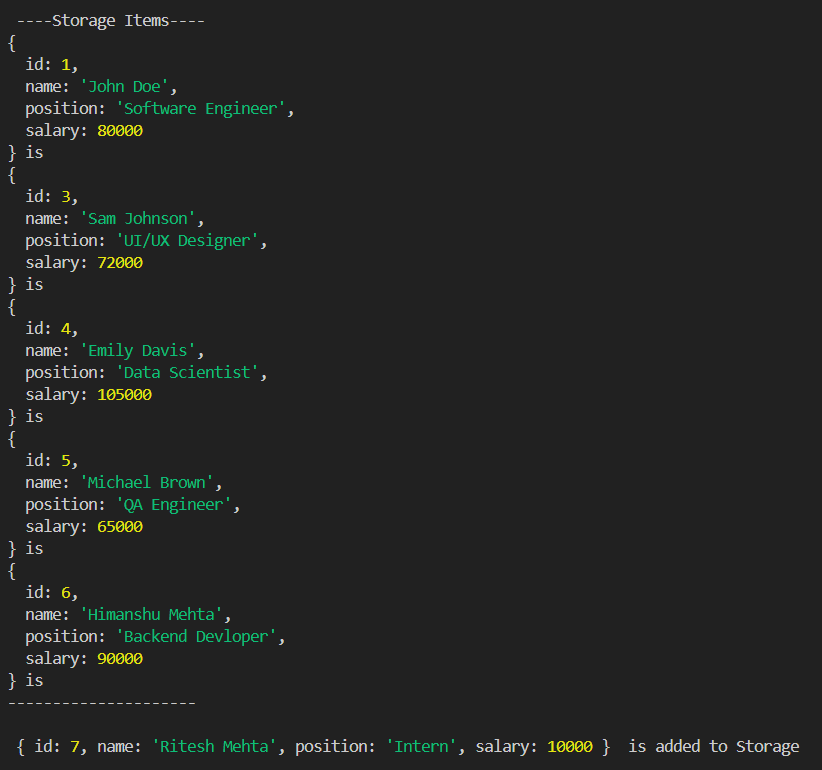 ----Storage Items----
{
  id: 1,
  name: 'John Doe',
  position: 'Software Engineer',
  salary: 80000
} is
{
  id: 3,
  name: 'Sam Johnson',
  position: 'UI/UX Designer',
  salary: 72000
} is
{
  id: 4,
  name: 'Emily Davis',
  position: 'Data Scientist',
  salary: 105000
} is
{
  id: 5,
  name: 'Michael Brown',
  position: 'QA Engineer',
  salary: 65000
} is
{
  id: 6,
  name: 'Himanshu Mehta',
  position: 'Backend Devloper',
  salary: 90000
} is
---------------------
{ id: 7, name: 'Ritesh Mehta', position: 'Intern', salary: 10000 }  is added to Storage